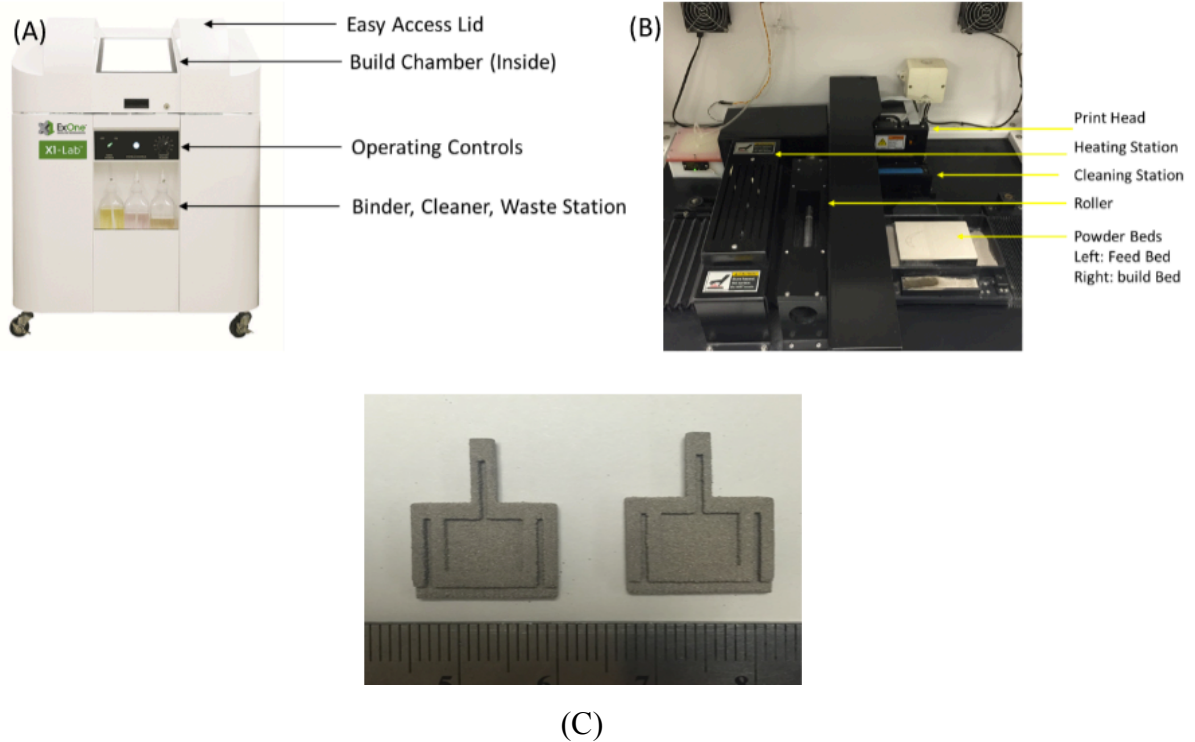 (A)
Easy Access Lid
Build Chamber (Inside)
ExOne
X1-Lab
Operating Controls
Binder, Cleaner, Waste Station
(B)
Print Head
Heating Station
Cleaning Station
Roller
Powder Beds
Left: Feed Bed
Right: build Bed
5 6 7 8
(C)